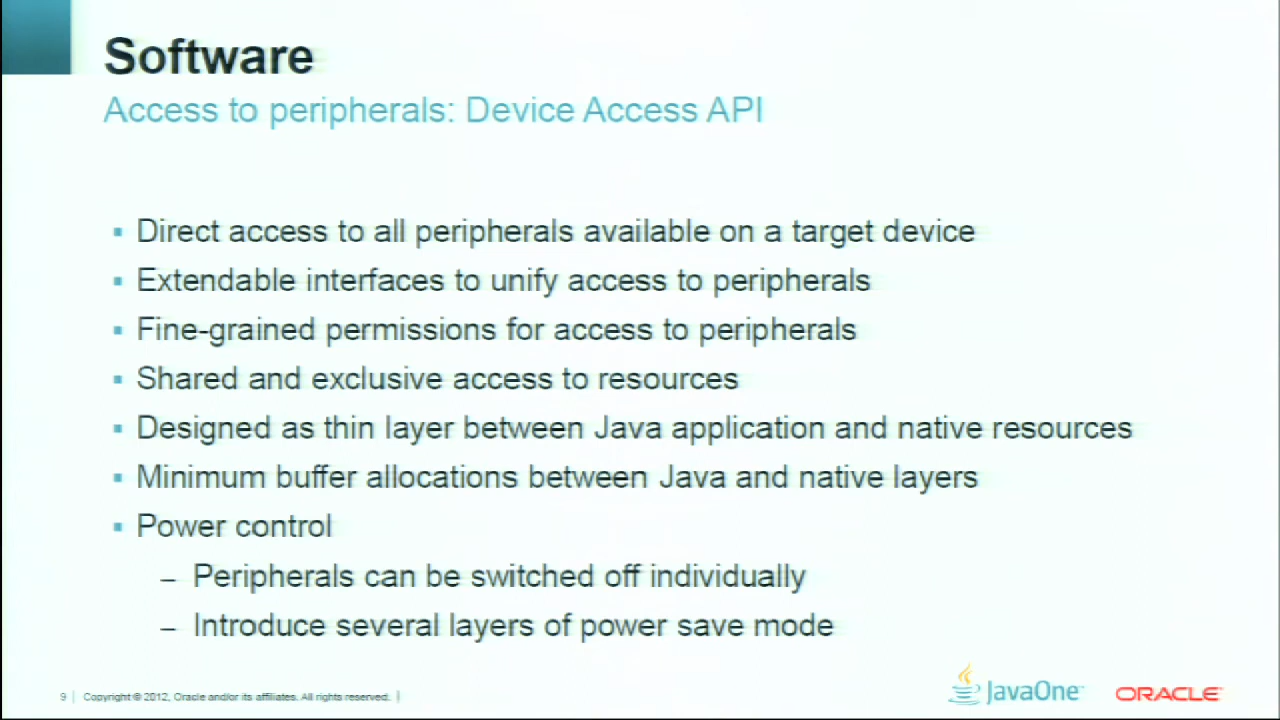 Software
Access to peripherals: Device Access API
▪ Direct access to all peripherals available on a target device
▪ Extendable interfaces to unify access to peripherals
▪ Fine-grained permissions for access to peripherals
▪ Shared and exclusive access to resources
▪ Designed as thin layer between Java application and native resources
▪ Minimum buffer allocations between Java and native layers
▪ Power control
– Peripherals can be switched off individually
– Introduce several layers of power save mode
9 | Copyright © 2012, Oracle and/or its affiliates. All rights reserved. |
JavaOne™ ORACLE